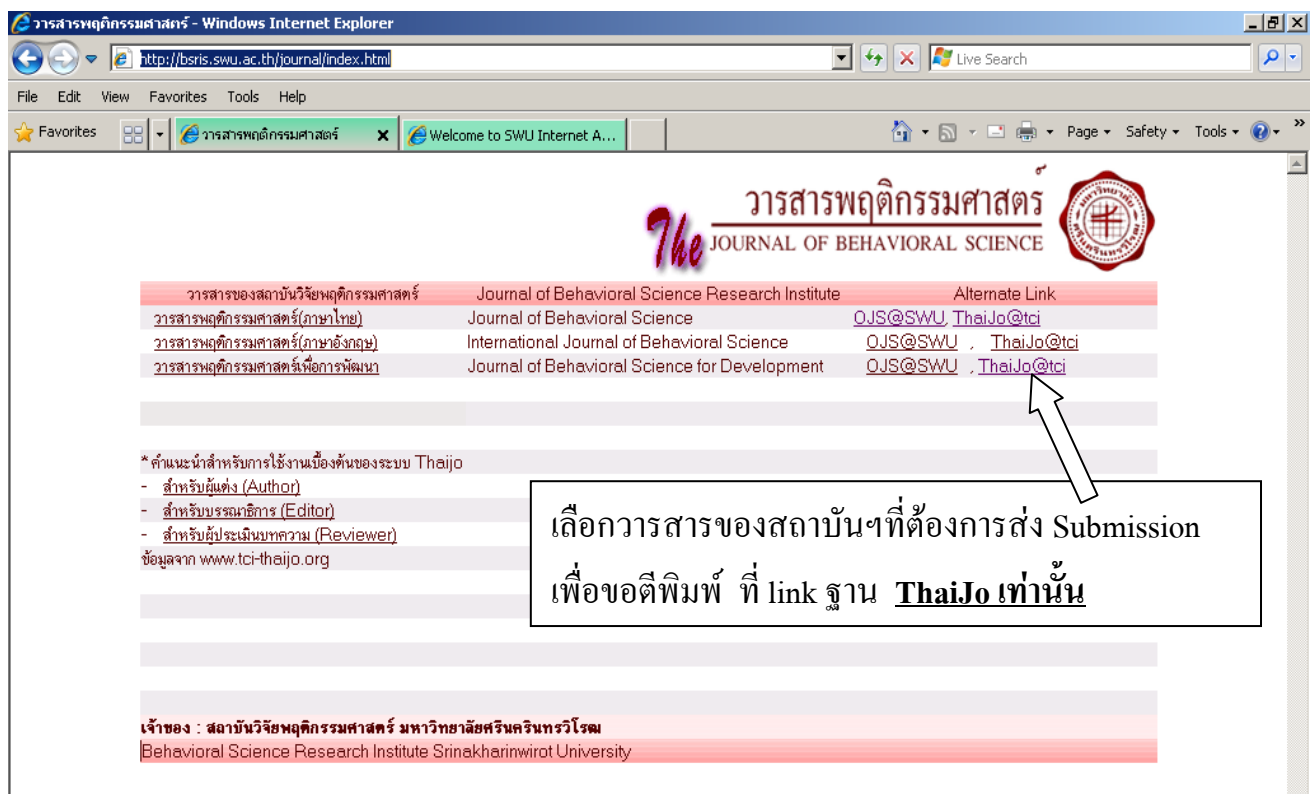 วารสารพฤติกรรมศาสตร์ - Windows Internet Explorer
http://bsris.swu.ac.th/journal/index.html
Live Search
File Edit View Favorites Tools Help
Favorites
วารสารพฤติกรรมศาสตร์
Welcome to SWU Internet A...
Page Safety Tools »
วารสารพฤติกรรมศาสตร์
The JOURNAL OF BEHAVIORAL SCIENCE
วารสารของสถาบันวิจัยพฤติกรรมศาสตร์ Journal of Behavioral Science Research Institute Alternate Link
วารสารพฤติกรรมศาสตร์(ภาษาไทย) Journal of Behavioral Science OJS@SWU, ThaiJo@tci
วารสารพฤติกรรมศาสตร์(ภาษาอังกฤษ) International Journal of Behavioral Science OJS@SWU , ThaiJo@tci
วารสารพฤติกรรมศาสตร์เพื่อการพัฒนา Journal of Behavioral Science for Development OJS@SWU , ThaiJo@tci
*คำแนะนำสำหรับการใช้งานเบื้องต้นของระบบ Thaijo
- สำหรับผู้แต่ง (Author)
- สำหรับบรรณาธิการ (Editor)
- สำหรับผู้ประเมินบทความ (Reviewer)
ข้อมูลจาก www.tci-thaijo.org
เลือกวารสารของสถาบันฯที่ต้องการส่ง Submission
เพื่อขอตีพิมพ์ ที่ link ฐาน ThaiJo เท่านั้น
เจ้าของ : สถาบันวิจัยพฤติกรรมศาสตร์ มหาวิทยาลัยศรีนครินทรวิโรฒ
Behavioral Science Research Institute Srinakharinwirot University